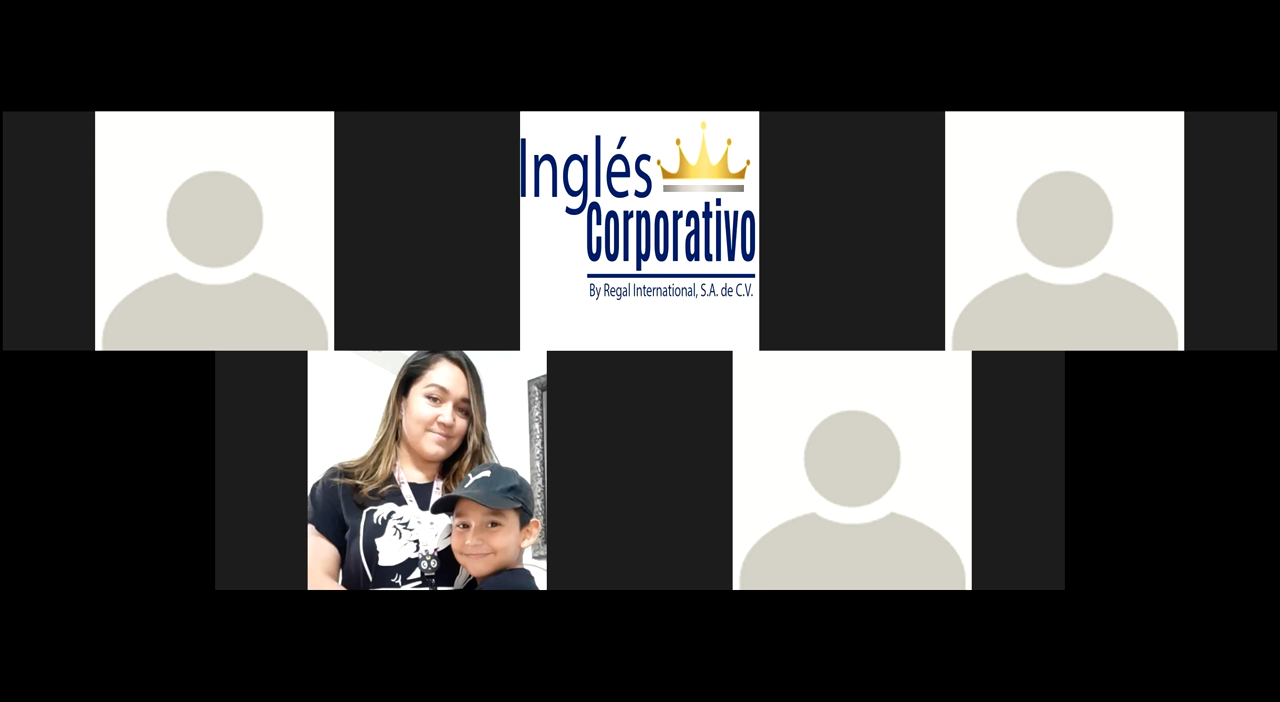 Inglés
Corporativo
By Regal International, S.A. de C.V.